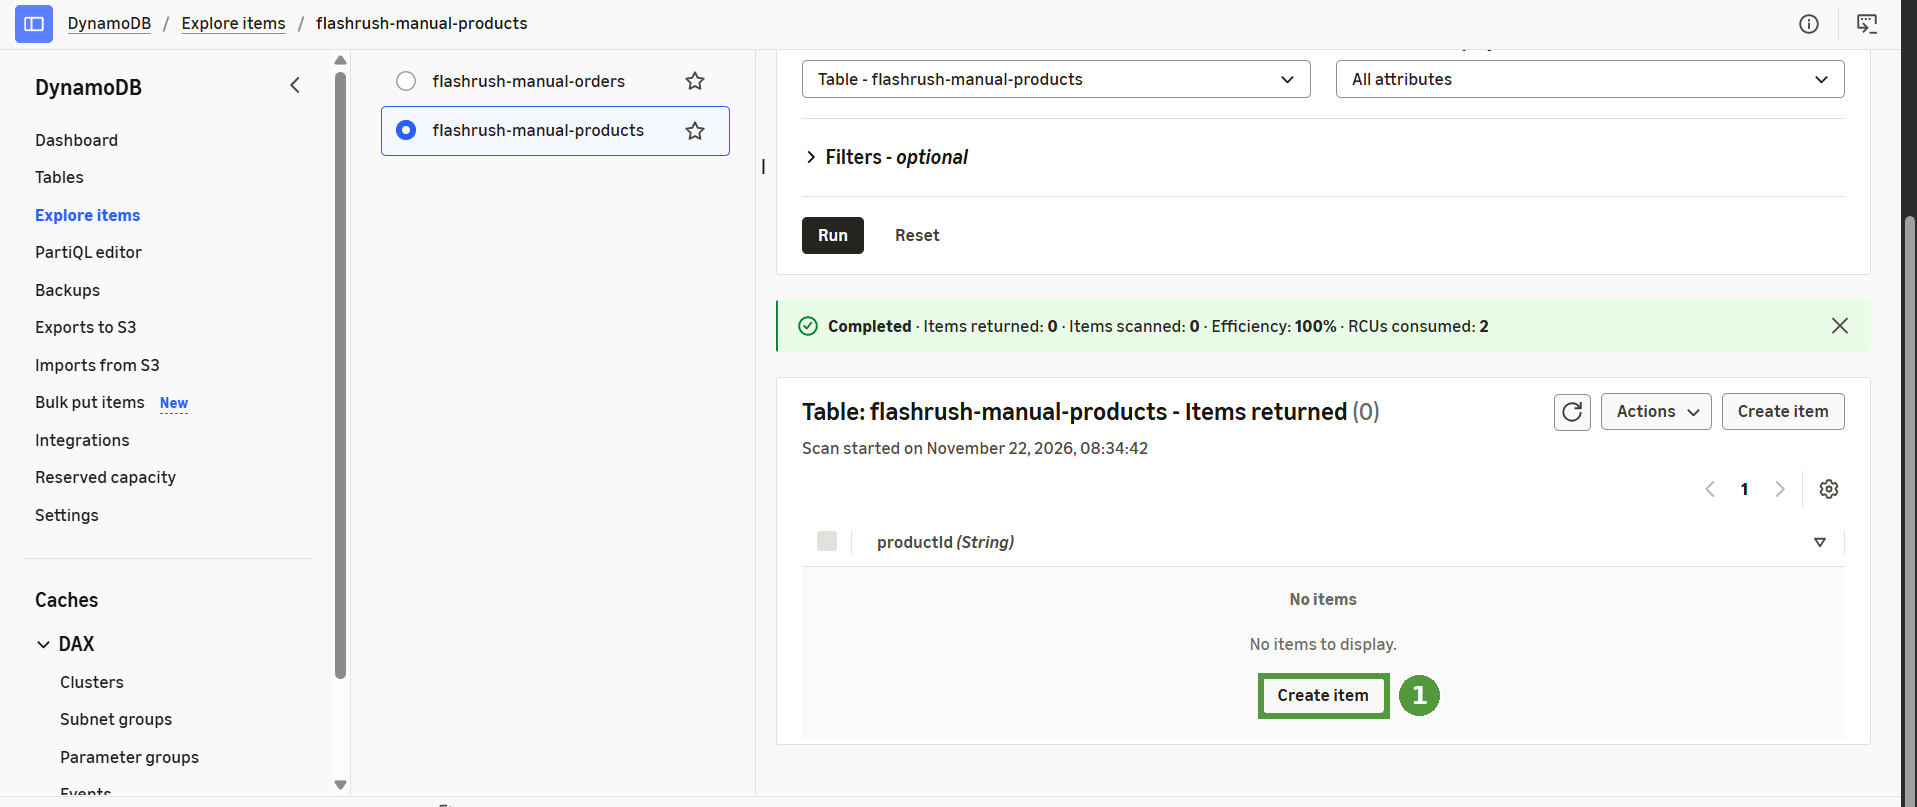 DynamoDB / Explore items / flashrush-manual-products
DynamoDB
Dashboard
Tables
Explore items
PartiQL editor
Backups
Exports to S3
Imports from S3
Bulk put items New
Integrations
Reserved capacity
Settings
Caches
DAX
Clusters
Subnet groups
Parameter groups
Events
flashrush-manual-orders
flashrush-manual-products
Table - flashrush-manual-products
All attributes
Filters - optional
Run Reset
Completed · Items returned: 0 · Items scanned: 0 · Efficiency: 100% · RCUs consumed: 2
Table: flashrush-manual-products - Items returned (0)
Actions
Create item
Scan started on November 22, 2026, 08:34:42
1
productId (String)
No items
No items to display.
Create item 1